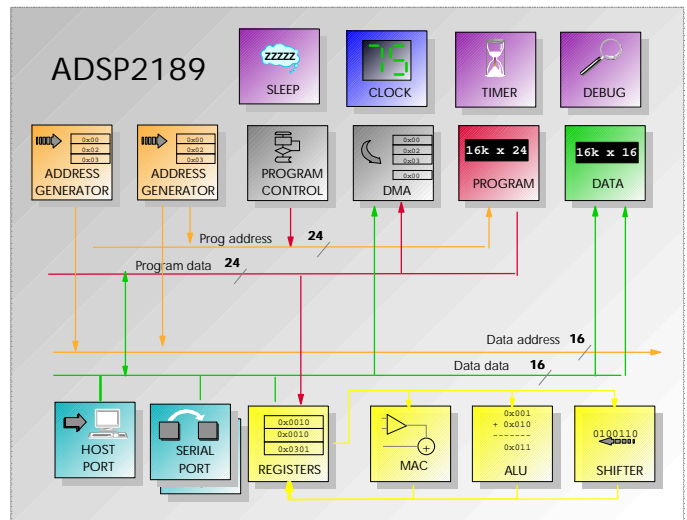 ADSP2189
zzzzz
SLEEP
75
CLOCK
TIMER
DEBUG
0x00
0x02
0x03
ADDRESS
GENERATOR
0x00
0x02
0x03
ADDRESS
GENERATOR
PROGRAM
CONTROL
0x00
0x02
0x03
0x00
DMA
16k x 24
PROGRAM
16k x 16
DATA
Prog address 24
Program data 24
Data address 16
Data data 16
HOST
PORT
SERIAL
PORT
0x0010
0x0010
0x0301
REGISTERS
MAC
0x001
+ 0x010
-------
0x011
ALU
0100110
SHIFTER